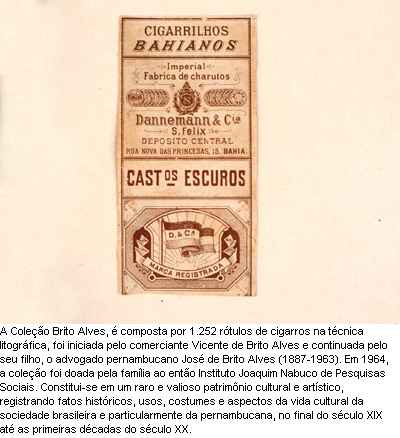 CIGARRILHOS
BAHIANOS
Imperial
Fabrica de charutos
Dannemann & Cia
S. Felix
DEPOSITO CENTRAL
RUA NOVA DAS PRINCESAS, 15. BAHIA.
CASTOS ESCUROS
D. & Cia
MARCA REGISTRADA
A Coleção Brito Alves, é composta por 1.252 rótulos de cigarros na técnica
litográfica, foi iniciada pelo comerciante Vicente de Brito Alves e continuada pelo
seu filho, o advogado pernambucano José de Brito Alves (1887-1963). Em 1964,
a coleção foi doada pela família ao então Instituto Joaquim Nabuco de Pesquisas
Sociais. Constitui-se em um raro e valioso patrimônio cultural e artístico,
registrando fatos históricos, usos, costumes e aspectos da vida cultural da
sociedade brasileira e particularmente da pernambucana, no final do século XIX
até as primeiras décadas do século XX.